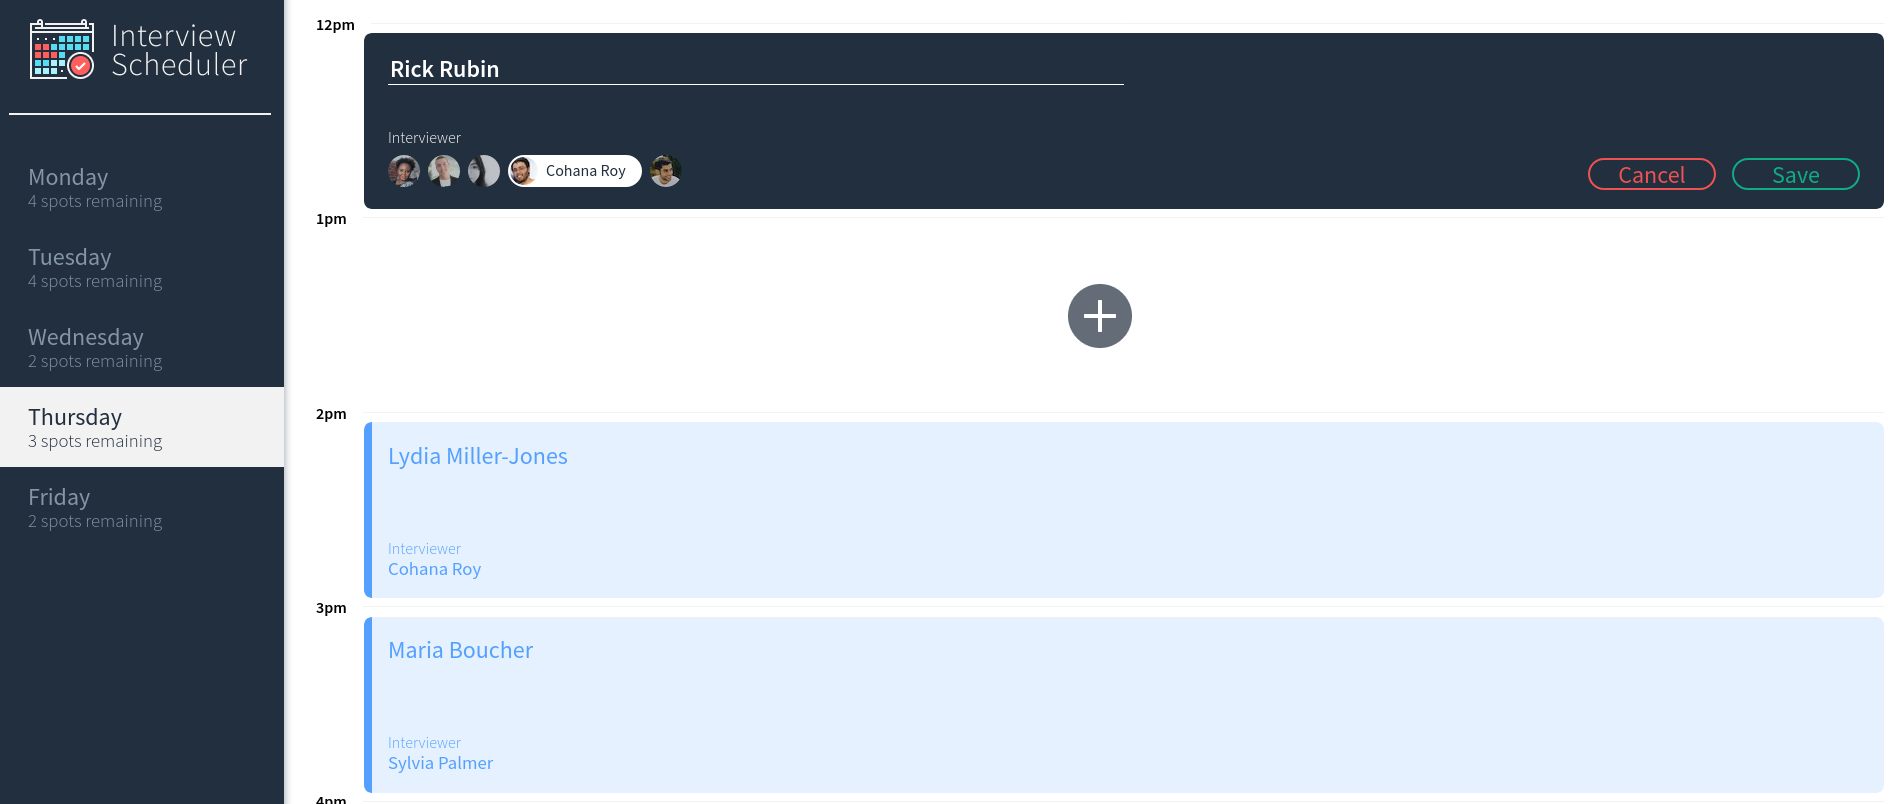 Interview
Scheduler
Monday
4 spots remaining
Tuesday
4 spots remaining
Wednesday
2 spots remaining
Thursday
3 spots remaining
Friday
2 spots remaining
12pm
Rick Rubin
Interviewer
Cohana Roy
Cancel
Save
1pm
2pm
Lydia Miller-Jones
Interviewer
Cohana Roy
3pm
Maria Boucher
Interviewer
Sylvia Palmer
4pm